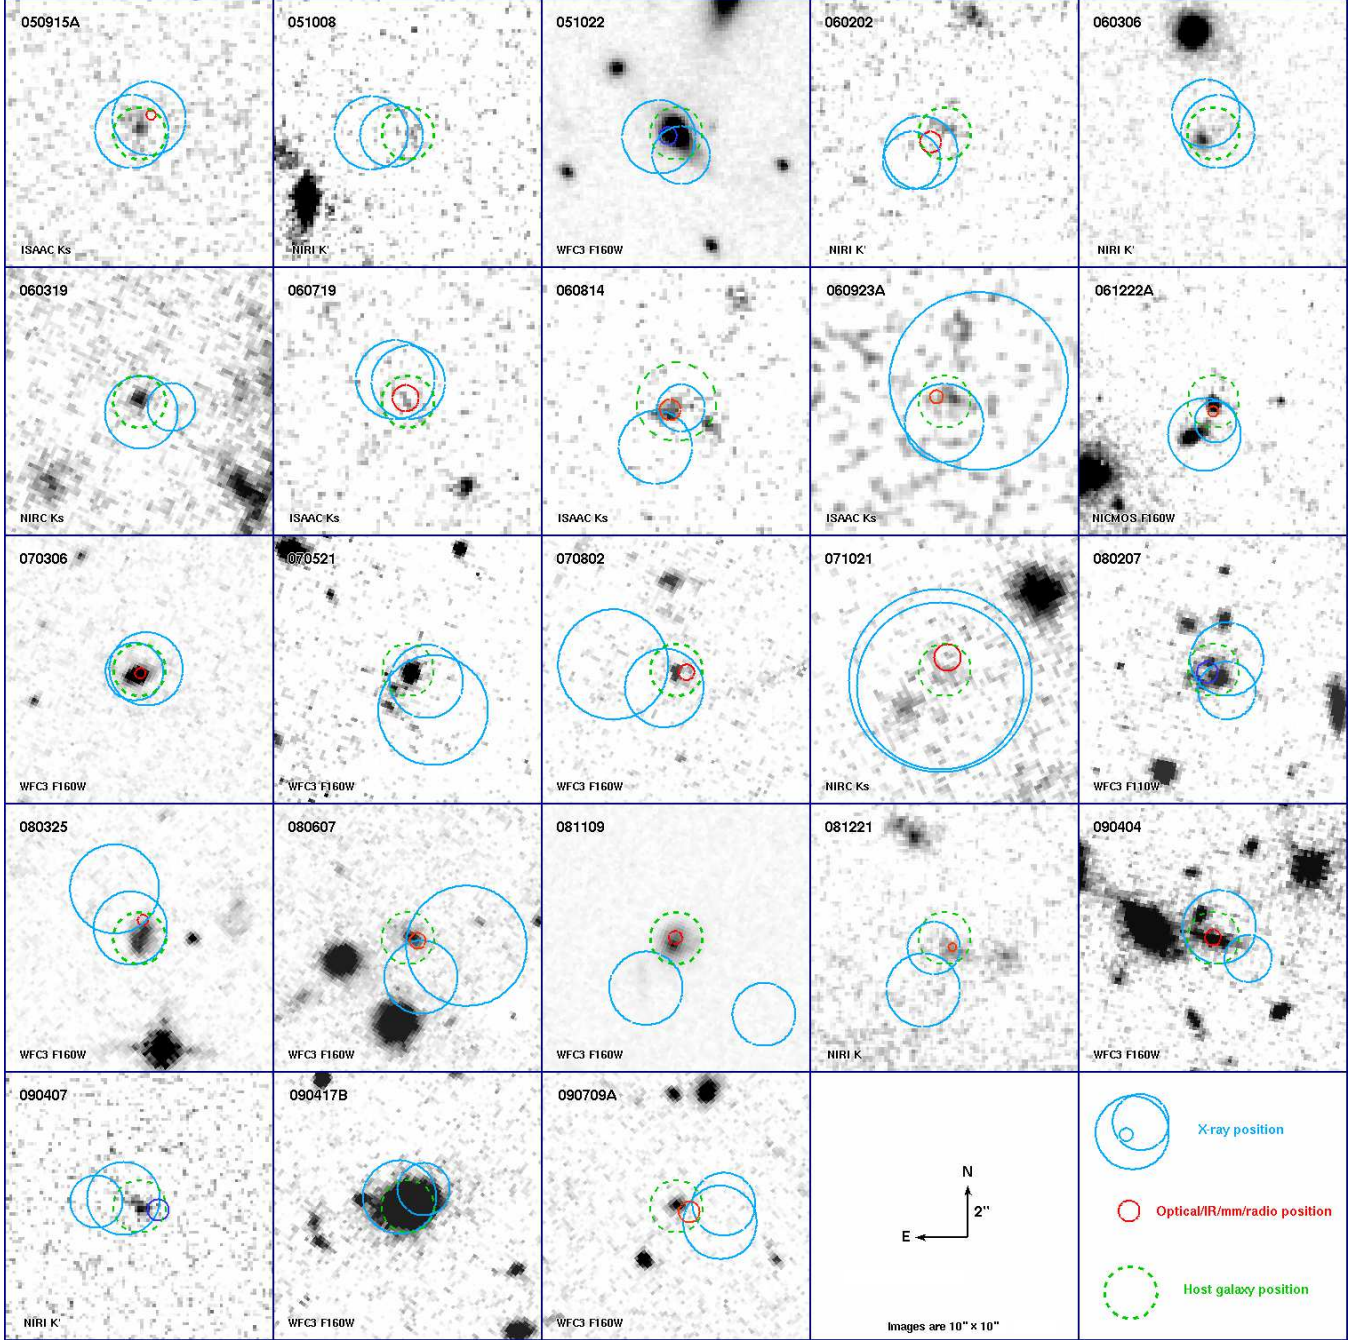 050915A
051008
051022
060202
060306
ISAAC Ks
NIRI K'
WFC3 F160W
NIRI K'
NIRI K'
060319
060719
060814
060923A
061222A
NIRC Ks
ISAAC Ks
ISAAC Ks
ISAAC Ks
NICMOS F160W
070306
070521
070802
071021
080207
WFC3 F160W
WFC3 F160W
WFC3 F160W
NIRC Ks
WFC3 F110W
080325
080607
081109
081221
090404
WFC3 F160W
WFC3 F160W
WFC3 F160W
NIRI K
WFC3 F160W
090407
090417B
090709A
NIRI K'
WFC3 F160W
WFC3 F160W
N
2"
E
Images are 10" x 10"
X-ray position
Optical/IR/mm/radio position
Host galaxy position